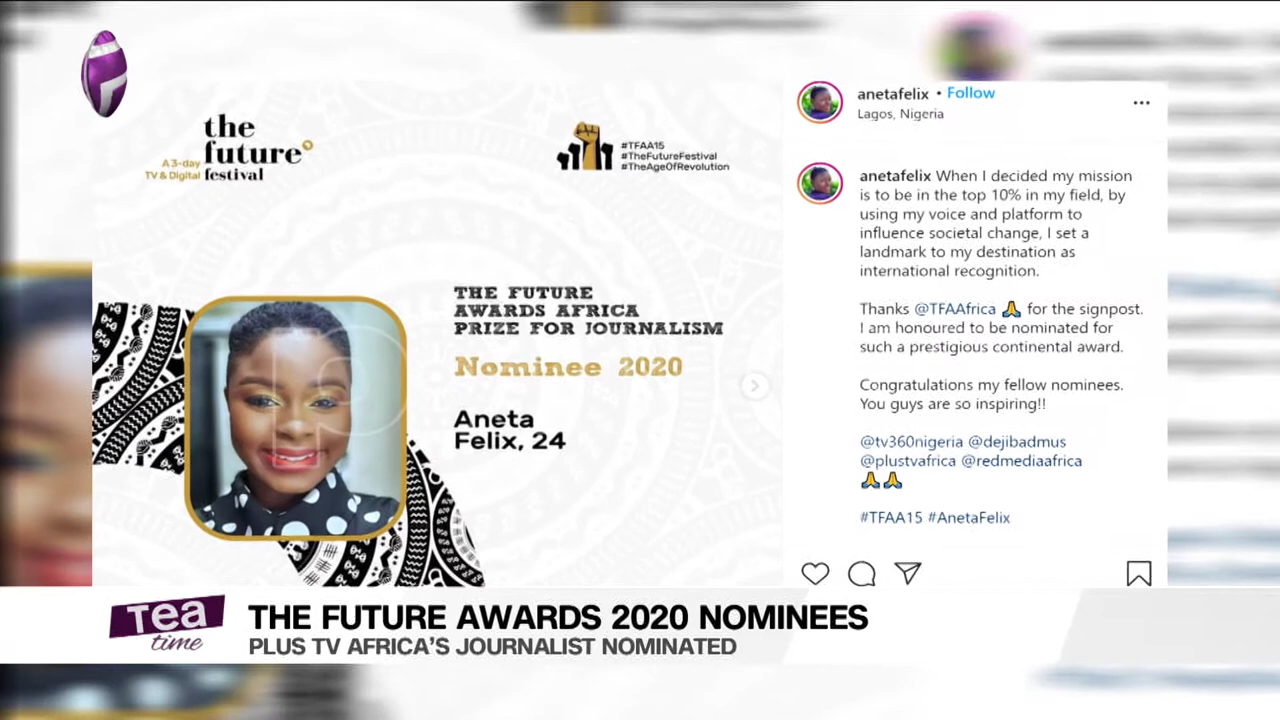 the
future
festival
A 3-day
TV & Digital
#TFAA15
#TheFutureFestival
#TheAgeOfRevolution
THE FUTURE
AWARDS AFRICA
PRIZE FOR JOURNALISM
Nominee 2020
Aneta
Felix, 24
anetafelix • Follow
Lagos, Nigeria
anetafelix When I decided my mission
is to be in the top 10% in my field, by
using my voice and platform to
influence societal change, I set a
landmark to my destination as
international recognition.
Thanks @TFAAfrica 🙏 for the signpost.
I am honoured to be nominated for
such a prestigious continental award.
Congratulations my fellow nominees.
You guys are so inspiring!!
@tv360nigeria @dejibadmus
@plustvafrica @redmediaafrica
🙏🙏
#TFAA15 #AnetaFelix
Tea
time
THE FUTURE AWARDS 2020 NOMINEES
PLUS TV AFRICA'S JOURNALIST NOMINATED